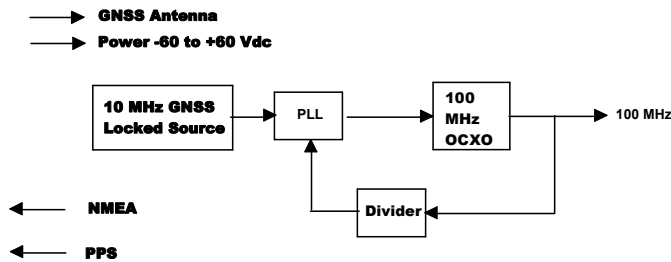 GNSS Antenna
Power -60 to +60 Vdc
10 MHz GNSS
Locked Source
PLL
100
MHz
OCXO
100 MHz
Divider
NMEA
PPS